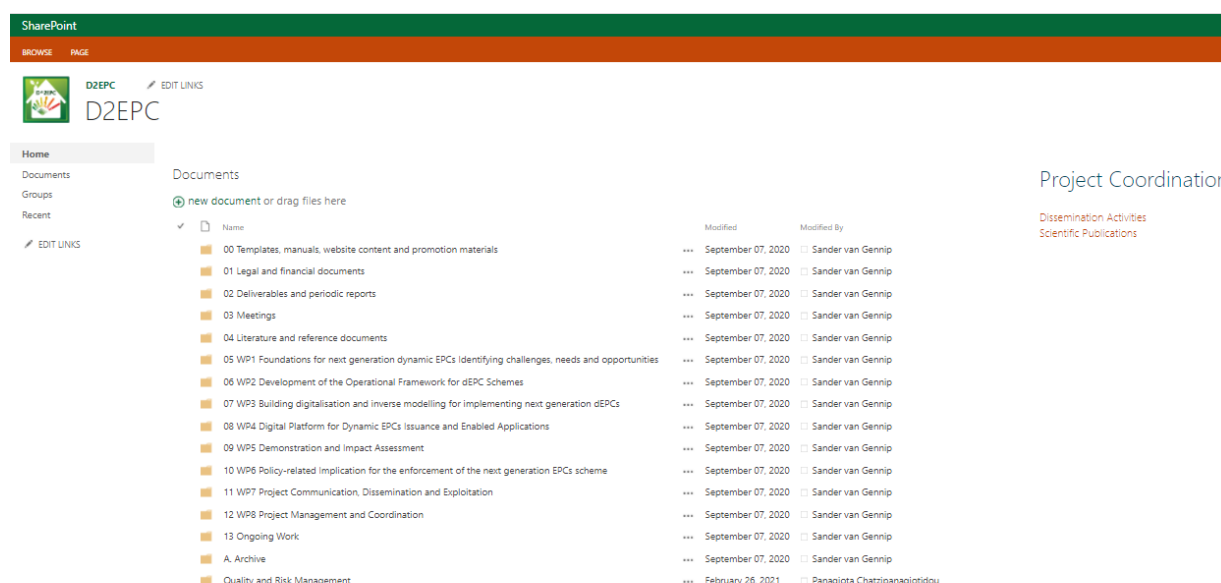 SharePoint
BROWSE PAGE
D2EPC EDIT LINKS
D2EPC
Home
Documents
Groups
Recent
EDIT LINKS
Documents
new document or drag files here
Name Modified Modified By
00 Templates, manuals, website content and promotion materials ... September 07, 2020 Sander van Gennip
01 Legal and financial documents ... September 07, 2020 Sander van Gennip
02 Deliverables and periodic reports ... September 07, 2020 Sander van Gennip
03 Meetings ... September 07, 2020 Sander van Gennip
04 Literature and reference documents ... September 07, 2020 Sander van Gennip
05 WP1 Foundations for next generation dynamic EPCs Identifying challenges, needs and opportunities ... September 07, 2020 Sander van Gennip
06 WP2 Development of the Operational Framework for dEPC Schemes ... September 07, 2020 Sander van Gennip
07 WP3 Building digitalisation and inverse modelling for implementing next generation dEPCs ... September 07, 2020 Sander van Gennip
08 WP4 Digital Platform for Dynamic EPCs Issuance and Enabled Applications ... September 07, 2020 Sander van Gennip
09 WP5 Demonstration and Impact Assessment ... September 07, 2020 Sander van Gennip
10 WP6 Policy-related Implication for the enforcement of the next generation EPCs scheme ... September 07, 2020 Sander van Gennip
11 WP7 Project Communication, Dissemination and Exploitation ... September 07, 2020 Sander van Gennip
12 WP8 Project Management and Coordination ... September 07, 2020 Sander van Gennip
13 Ongoing Work ... September 07, 2020 Sander van Gennip
A. Archive ... September 07, 2020 Sander van Gennip
Quality and Risk Management ... February 26, 2021 Panagiota Chatzipanagiotidou
Project Coordination
Dissemination Activities
Scientific Publications